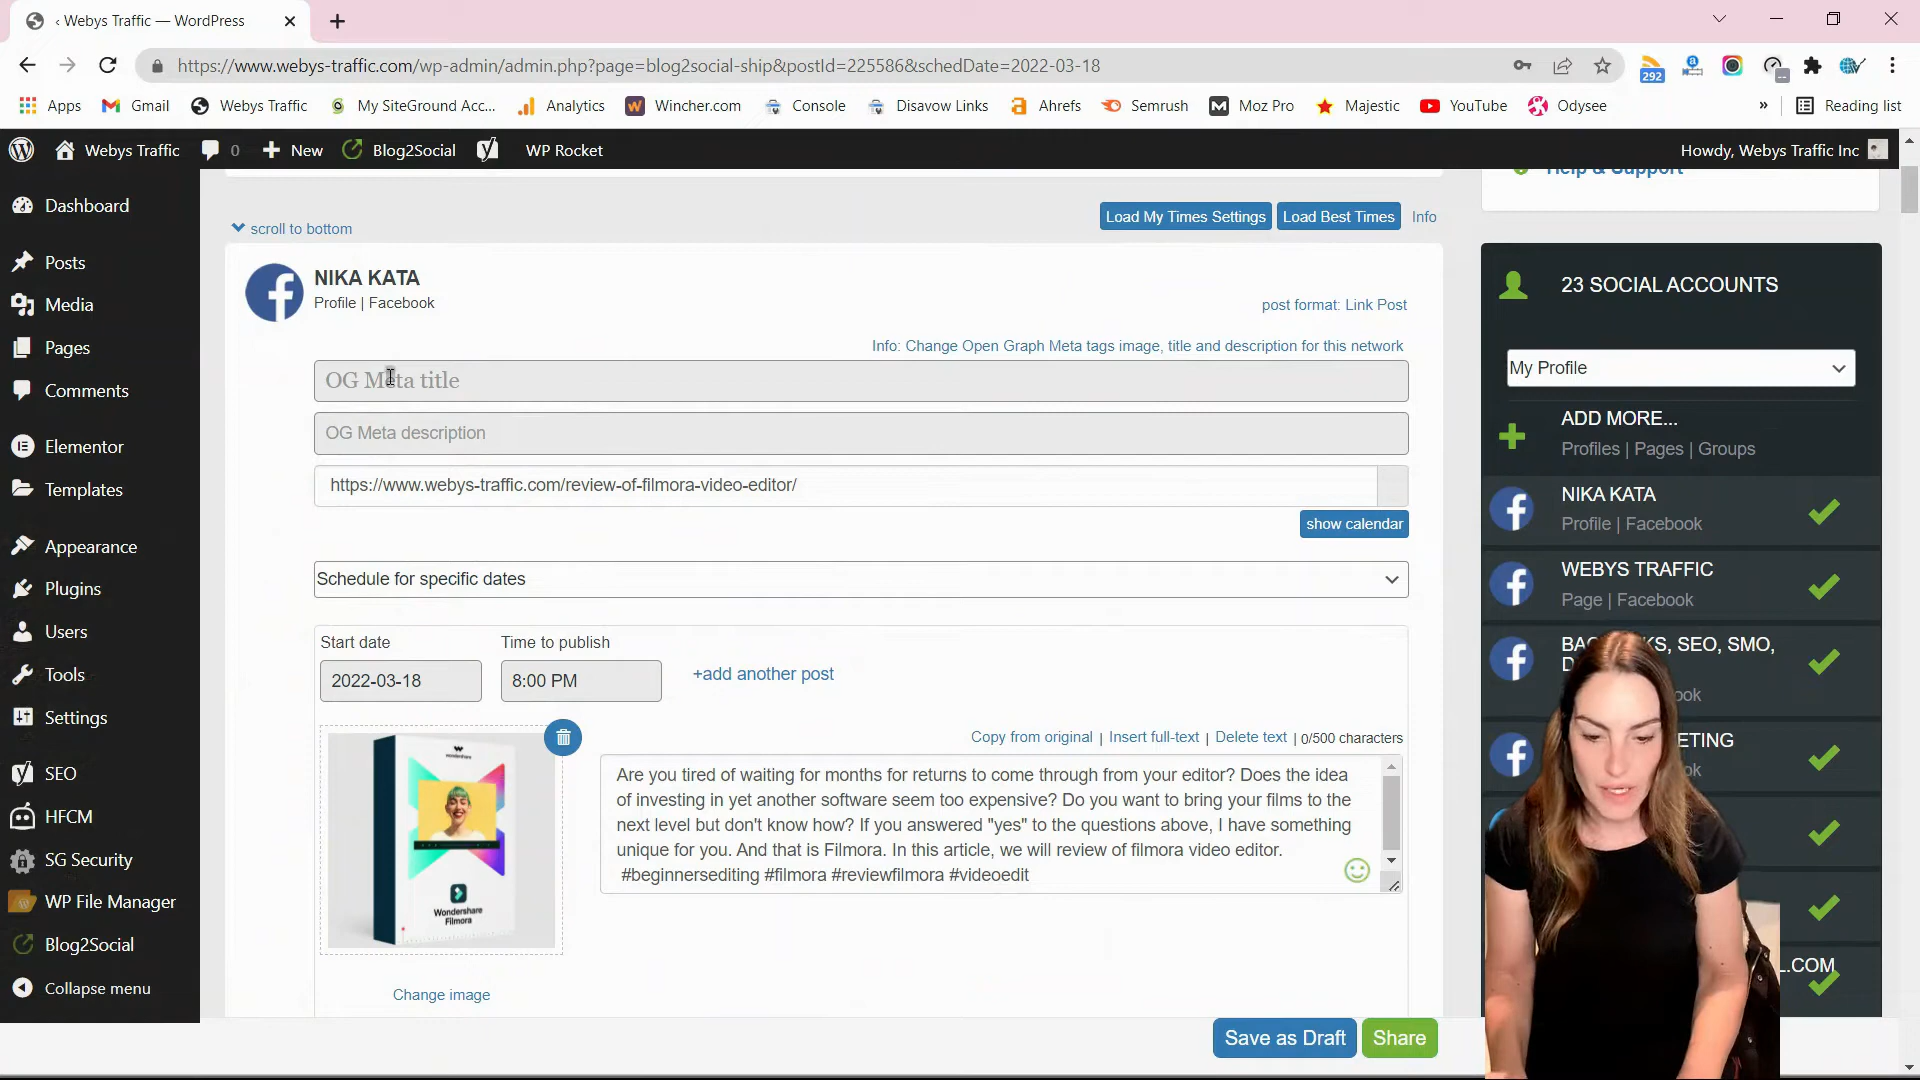 ‹ Webys Traffic — WordPress
https://www.webys-traffic.com/wp-admin/admin.php?page=blog2social-ship&postId=225586&schedDate=2022-03-18
292
Apps Gmail Webys Traffic My SiteGround Acc... Analytics Wincher.com Console Disavow Links Ahrefs Semrush Moz Pro Majestic YouTube Odysee » Reading list
Webys Traffic 0 New Blog2Social WP Rocket Howdy, Webys Traffic Inc
Dashboard
Posts
Media
Pages
Comments
Elementor
Templates
Appearance
Plugins
Users
Tools
Settings
SEO
HFCM
SG Security
WP File Manager
Blog2Social
Collapse menu
Help & Support
scroll to bottom
Load My Times Settings Load Best Times Info
NIKA KATA
Profile | Facebook
post format: Link Post
Info: Change Open Graph Meta tags image, title and description for this network
OG Meta title
OG Meta description
https://www.webys-traffic.com/review-of-filmora-video-editor/
show calendar
Schedule for specific dates
Start date Time to publish
2022-03-18 8:00 PM +add another post
Copy from original | Insert full-text | Delete text | 0/500 characters
Are you tired of waiting for months for returns to come through from your editor? Does the idea
of investing in yet another software seem too expensive? Do you want to bring your films to the
next level but don't know how? If you answered "yes" to the questions above, I have something
unique for you. And that is Filmora. In this article, we will review of filmora video editor.
#beginnersediting #filmora #reviewfilmora #videoedit
wondershare
Wondershare
Filmora
Change image
Save as Draft Share
23 SOCIAL ACCOUNTS
My Profile
ADD MORE...
Profiles | Pages | Groups
NIKA KATA
Profile | Facebook
WEBYS TRAFFIC
Page | Facebook
KS, SEO, SMO,